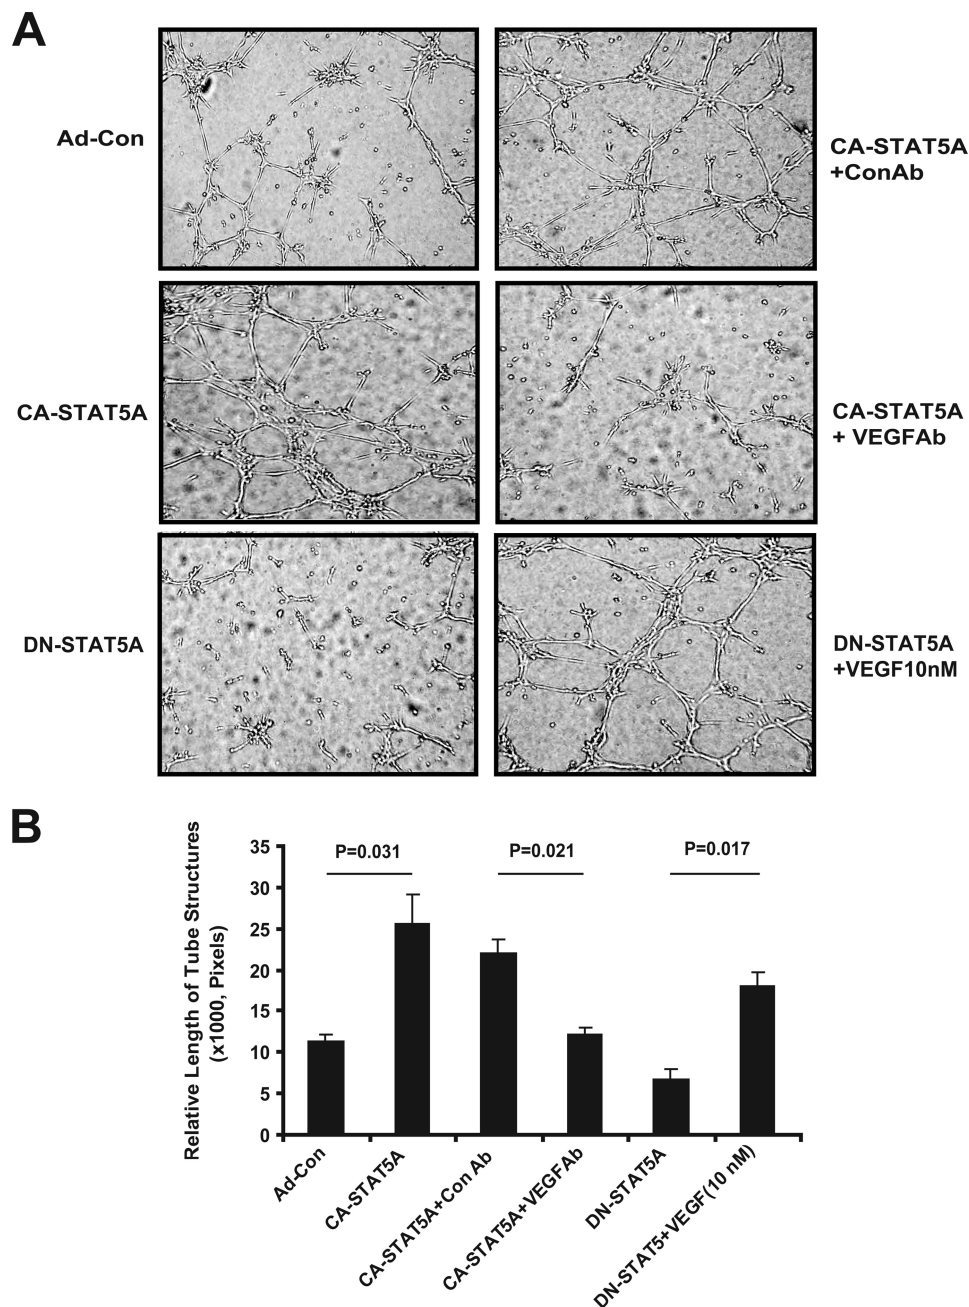 A
Ad-Con
CA-STAT5A
+ConAb
CA-STAT5A
CA-STAT5A
+ VEGFAb
DN-STAT5A
DN-STAT5A
+VEGF10nM
B
Relative Length of Tube Structures
(x1000, Pixels)
35
30
25
20
15
10
5
0
P=0.031
P=0.021
P=0.017
Ad-Con
CA-STAT5A
CA-STAT5A+Con Ab
CA-STAT5A+VEGFAb
DN-STAT5A
DN-STAT5+VEGF(10 nM)